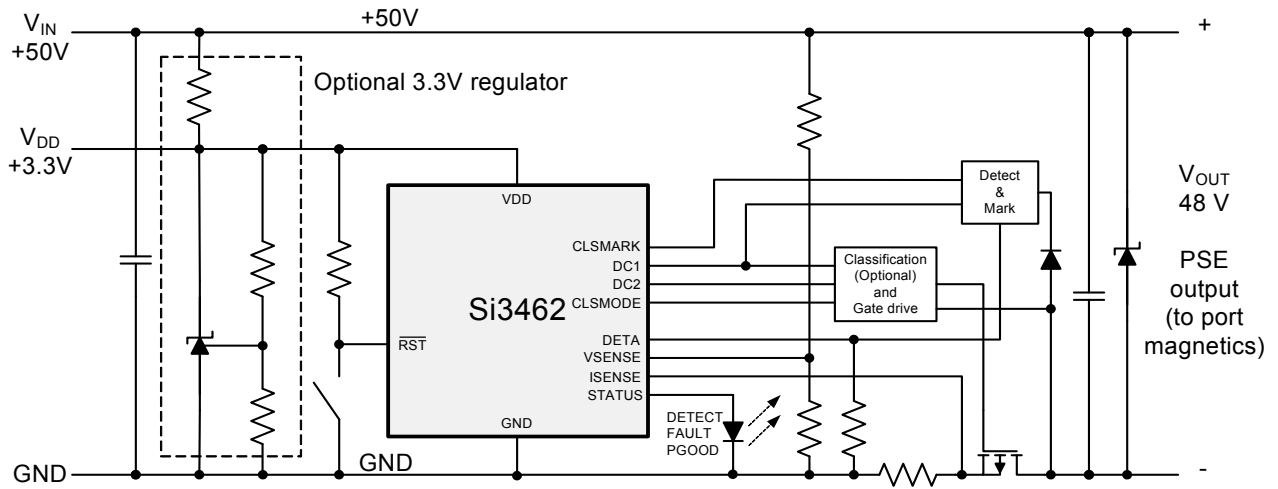 V_IN
+50V
+50V
+
Optional 3.3V regulator
V_DD
+3.3V
VDD
Detect
&
Mark
V_OUT
48 V
CLSMARK
DC1
DC2
CLSMODE
Classification
(Optional)
and
Gate drive
PSE
output
(to port
magnetics)
Si3462
RST
DETA
VSENSE
ISENSE
STATUS
DETECT
FAULT
PGOOD
GND
GND
GND
-